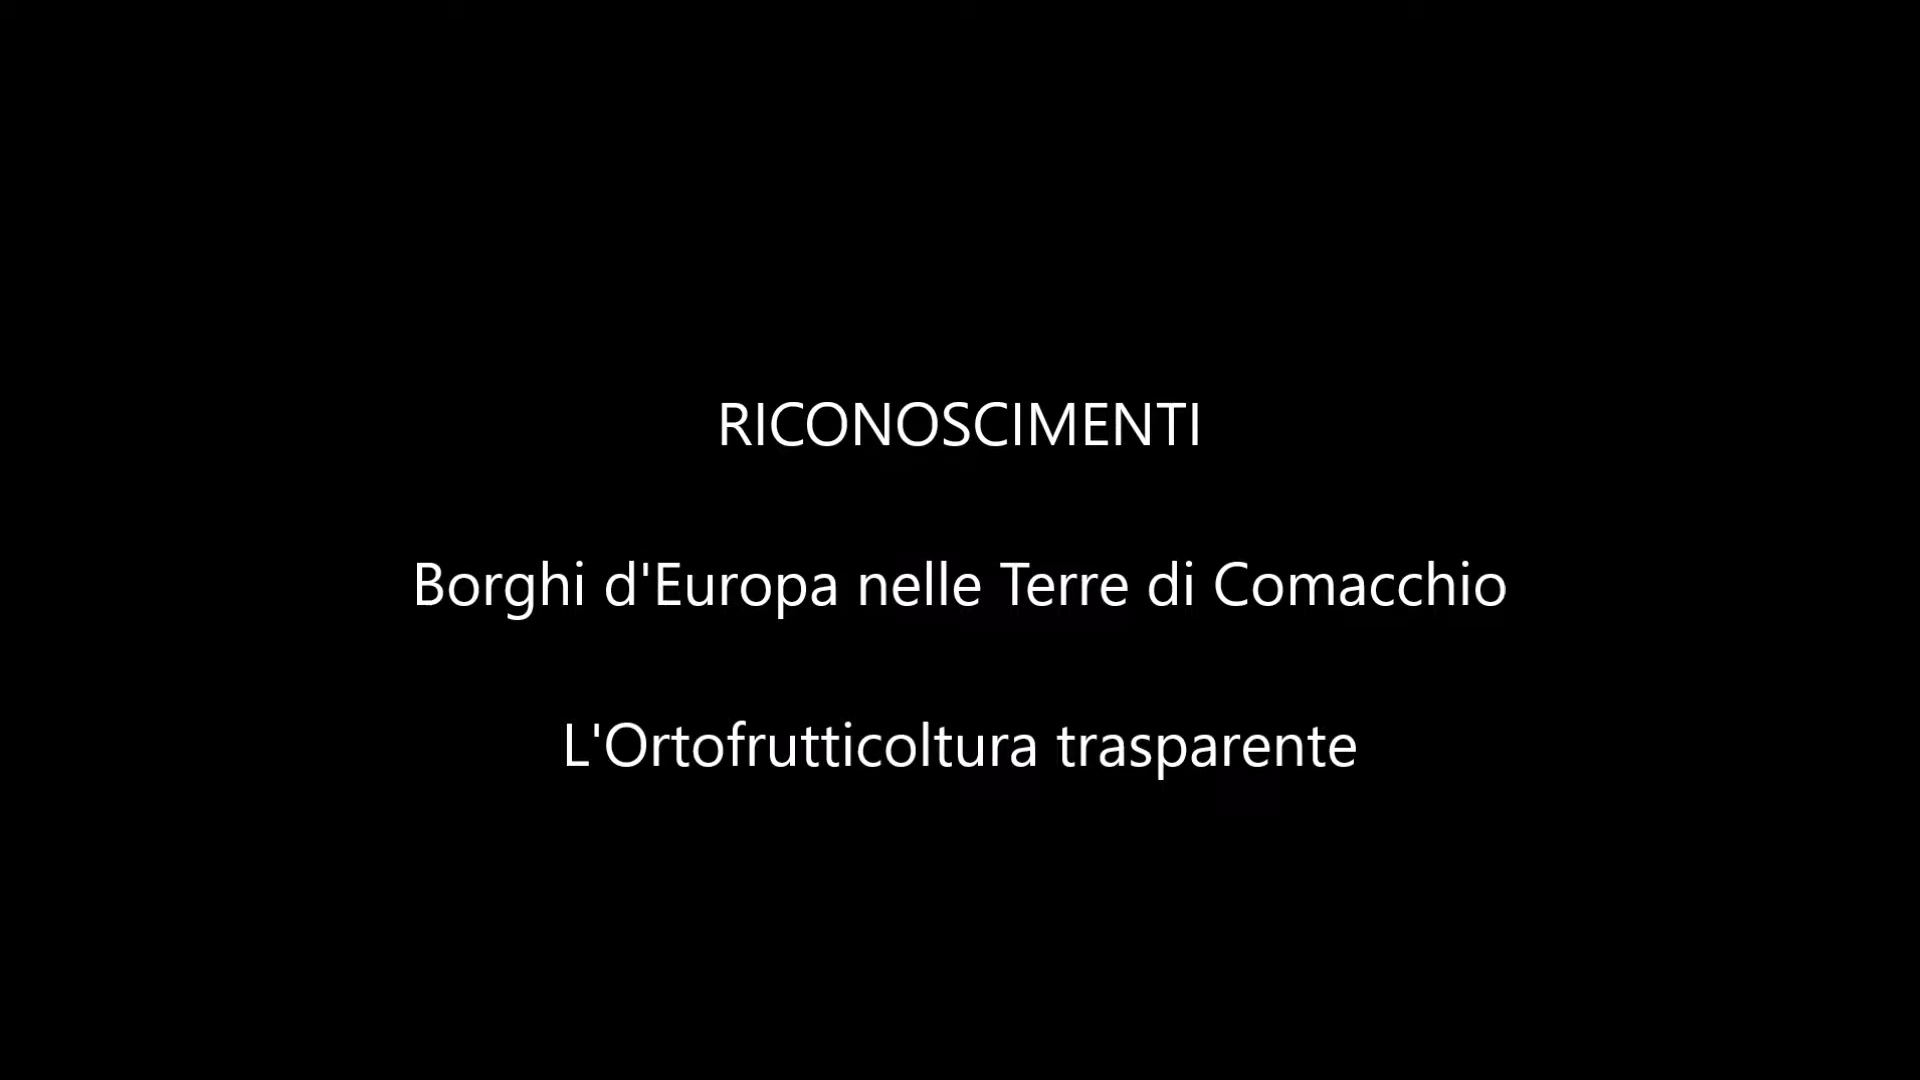 RICONOSCIMENTI
Borghi d'Europa nelle Terre di Comacchio
L'Ortofrutticoltura trasparente